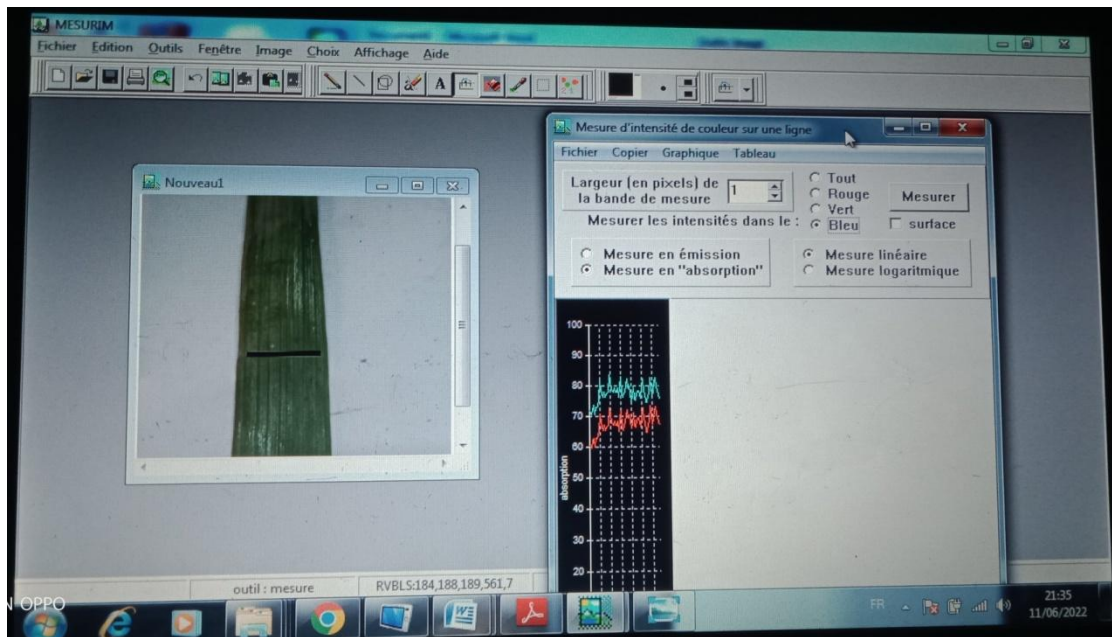 MESURIM
Fichier Edition Outils Fenêtre Image Choix Affichage Aide
A
Nouveau1
Mesure d'intensité de couleur sur une ligne
Fichier Copier Graphique Tableau
Largeur (en pixels) de
la bande de mesure
1
Mesurer les intensités dans le :
Tout
Rouge
Vert
Bleu
Mesurer
surface
Mesure en émission
Mesure en "absorption"
Mesure linéaire
Mesure logaritmique
100
90
80
70
60
50
40
30
20
absorption
outil : mesure
RVBLS:184,188,189,561,7
N OPPO
FR
21:35
11/06/2022